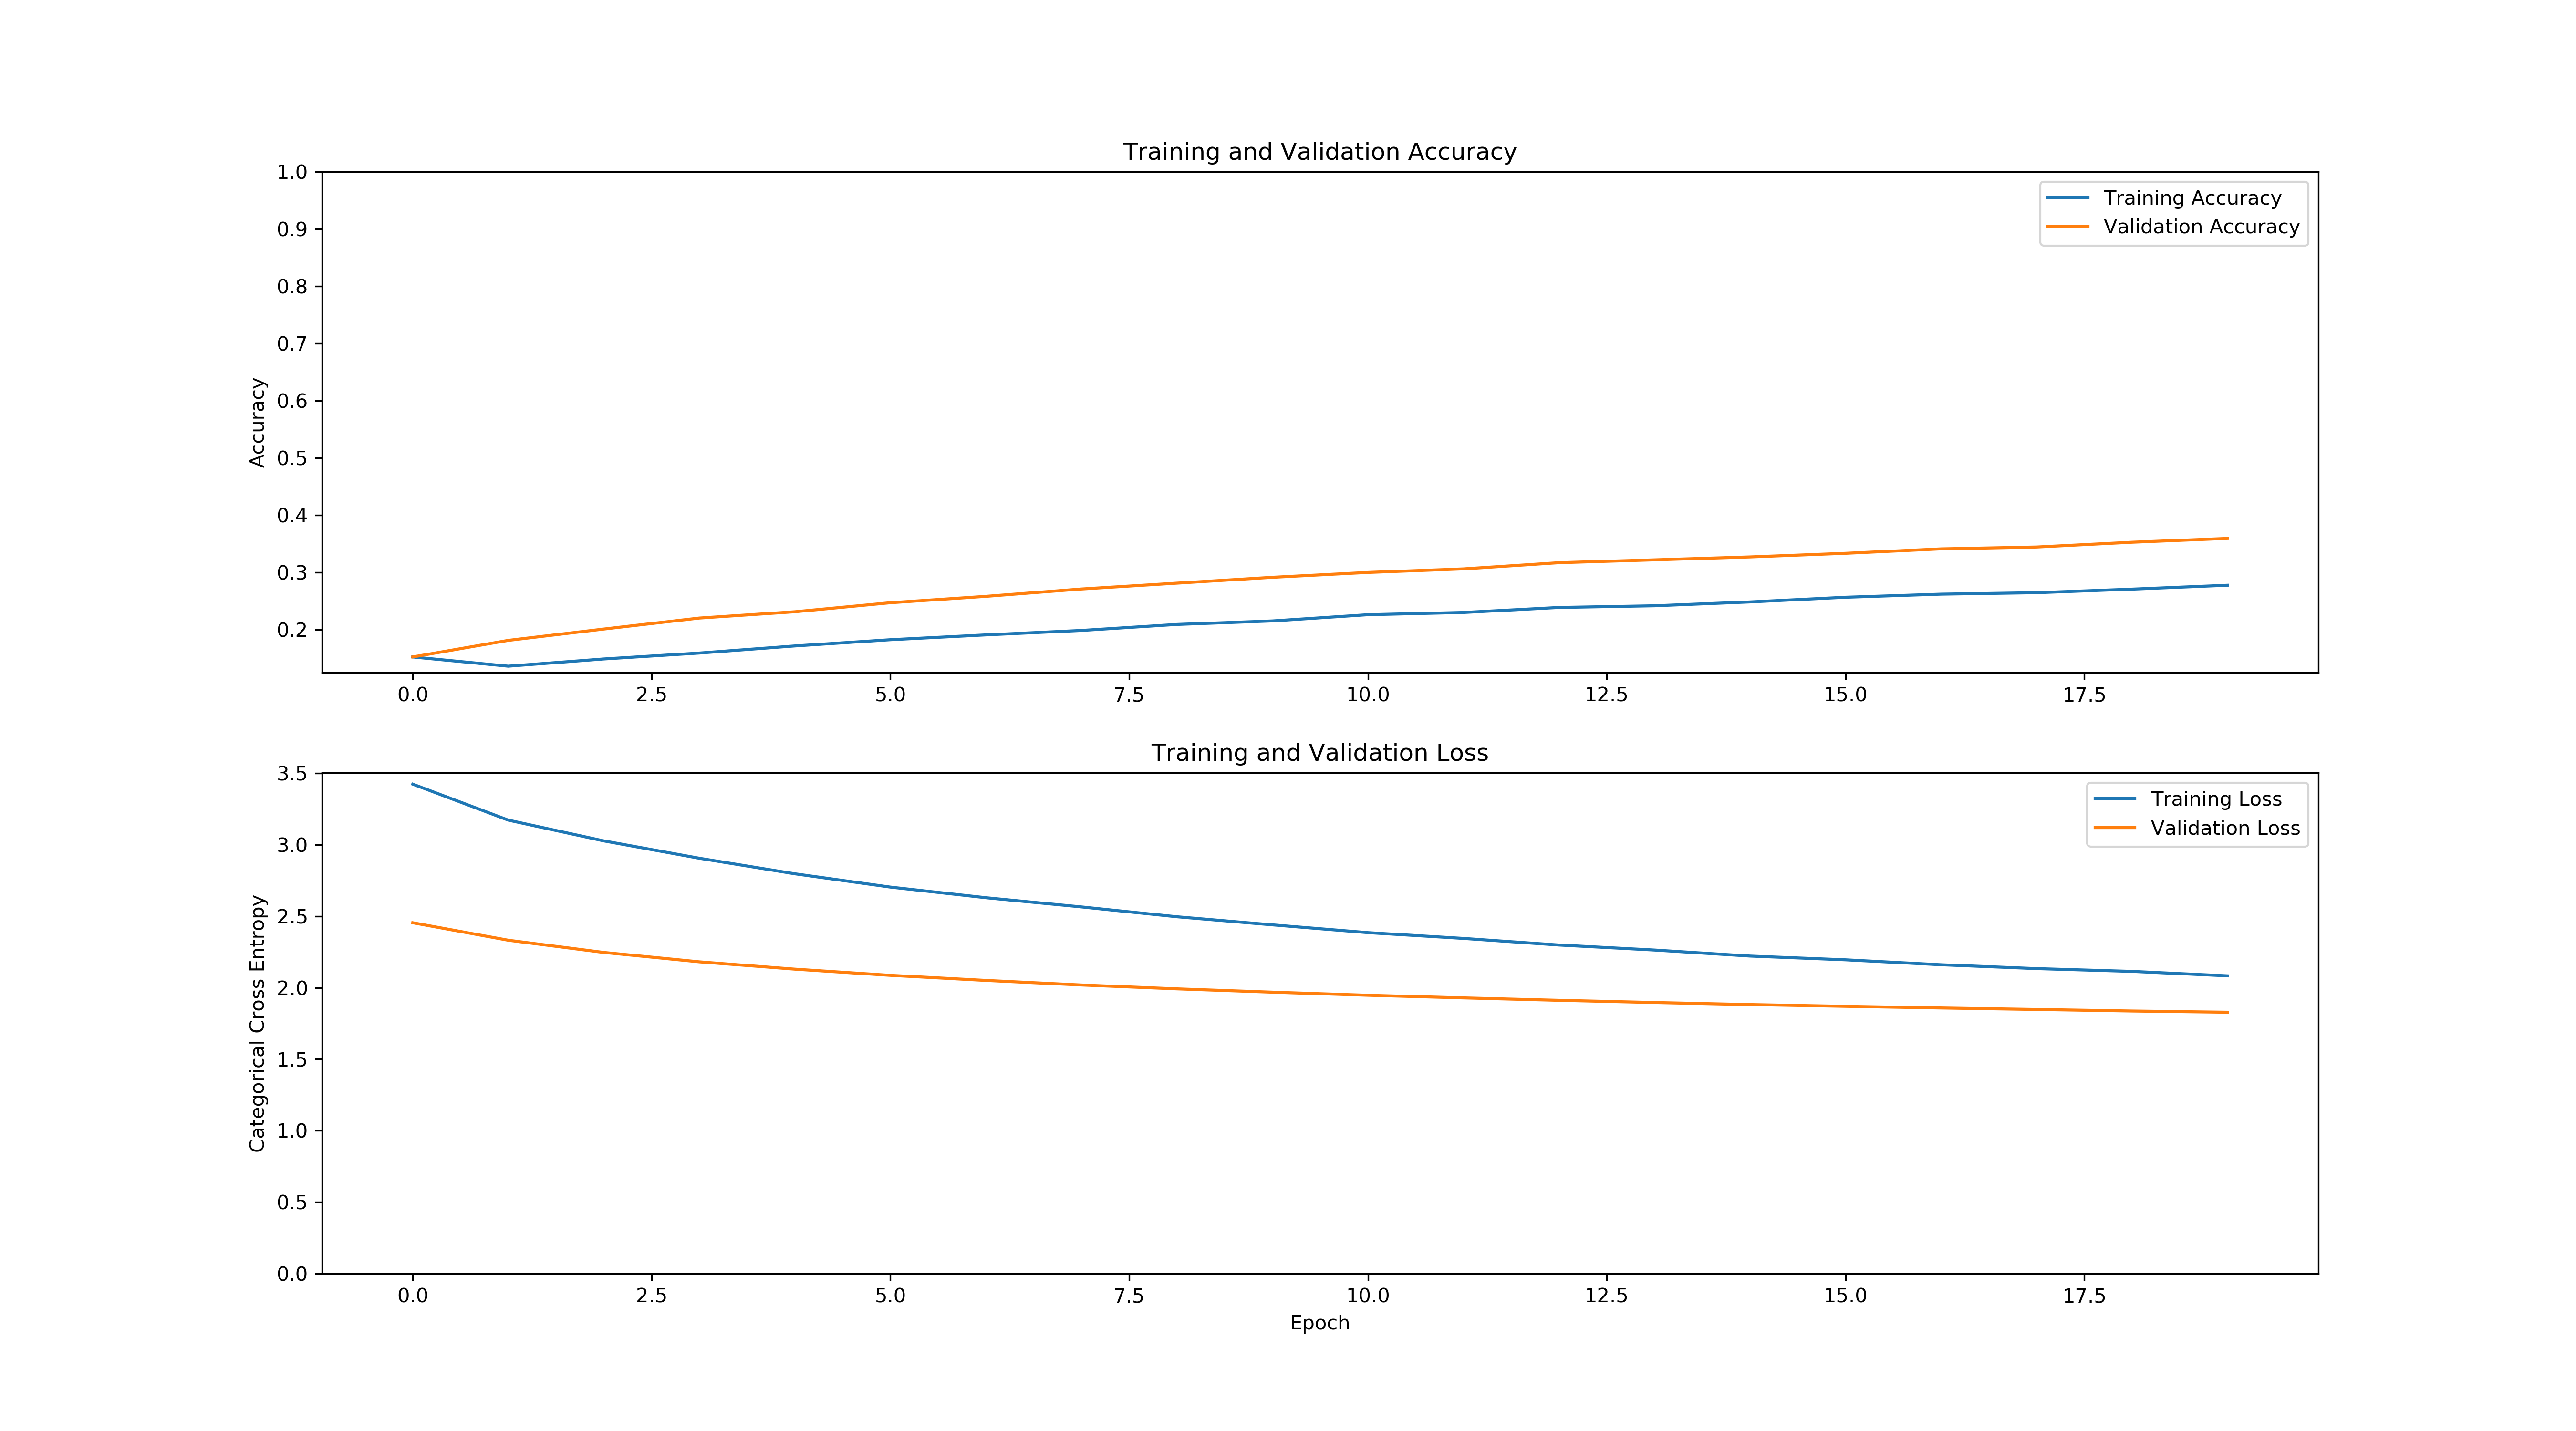 Training and Validation Accuracy
1.0
0.9
0.8
0.7
0.6
0.5
0.4
0.3
0.2
Accuracy
Training Accuracy
Validation Accuracy
0.0 2.5 5.0 7.5 10.0 12.5 15.0 17.5
Training and Validation Loss
3.5
3.0
2.5
2.0
1.5
1.0
0.5
0.0
Categorical Cross Entropy
Training Loss
Validation Loss
0.0 2.5 5.0 7.5 10.0 12.5 15.0 17.5
Epoch